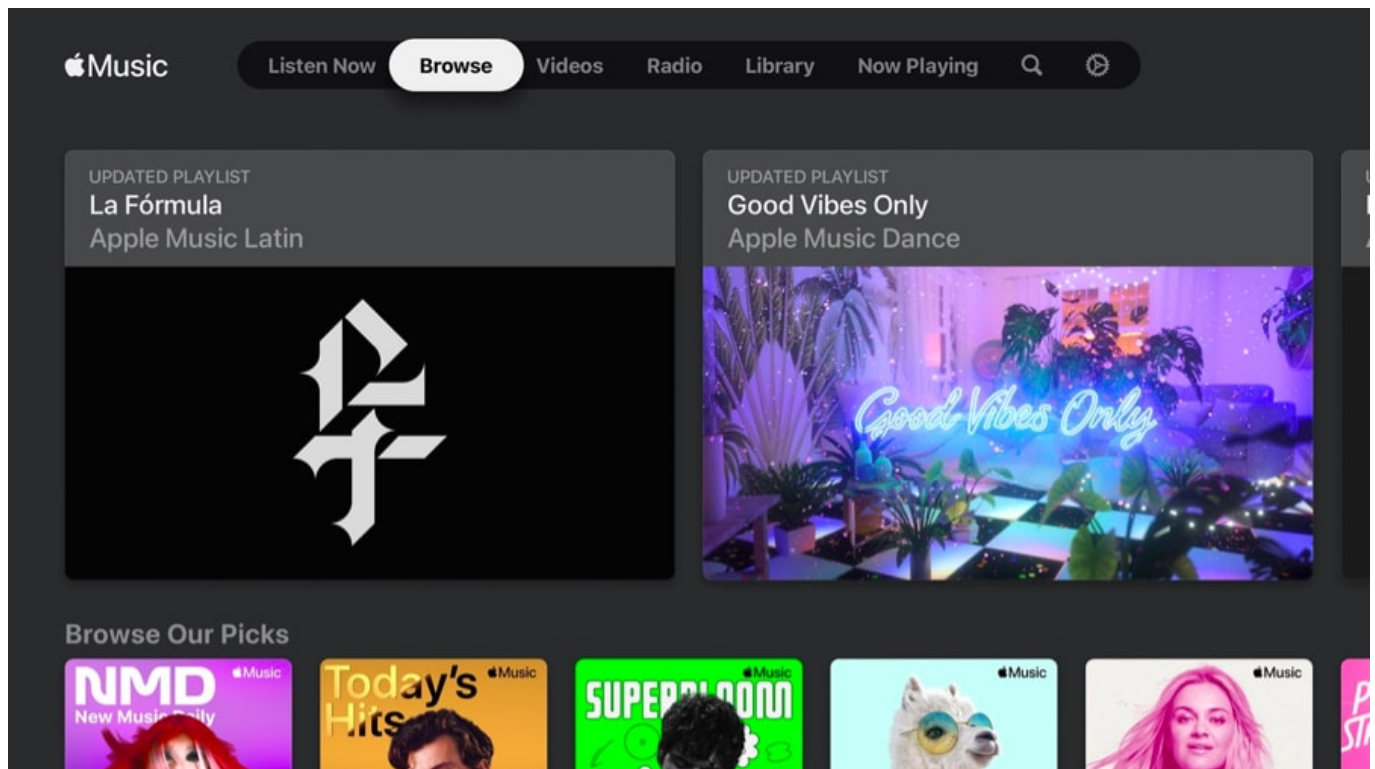 Music
Listen Now Browse Videos Radio Library Now Playing
UPDATED PLAYLIST
La Fórmula
Apple Music Latin
UPDATED PLAYLIST
Good Vibes Only
Apple Music Dance
Good Vibes Only
Browse Our Picks
NMD
Music
New Music Daily
Today's
Hits
Music
SUPERBLOOM
Music
Music
Music